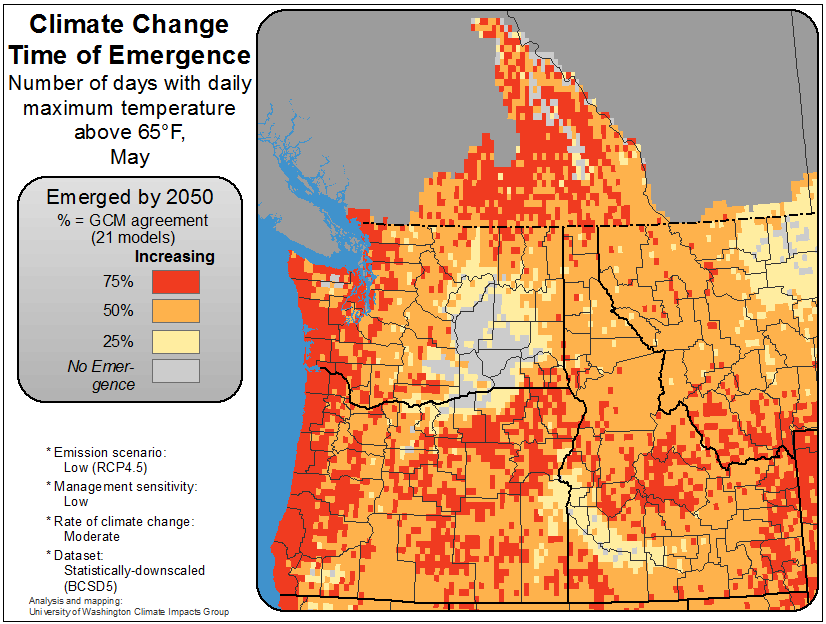 Climate Change
Time of Emergence
Number of days with daily
maximum temperature
above 65°F,
May
Emerged by 2050
% = GCM agreement
(21 models)
Increasing
75%
50%
25%
No Emer-
gence
* Emission scenario:
Low (RCP4.5)
* Management sensitivity:
Low
* Rate of climate change:
Moderate
* Dataset:
Statistically-downscaled
(BCSD5)
Analysis and mapping:
University of Washington Climate Impacts Group